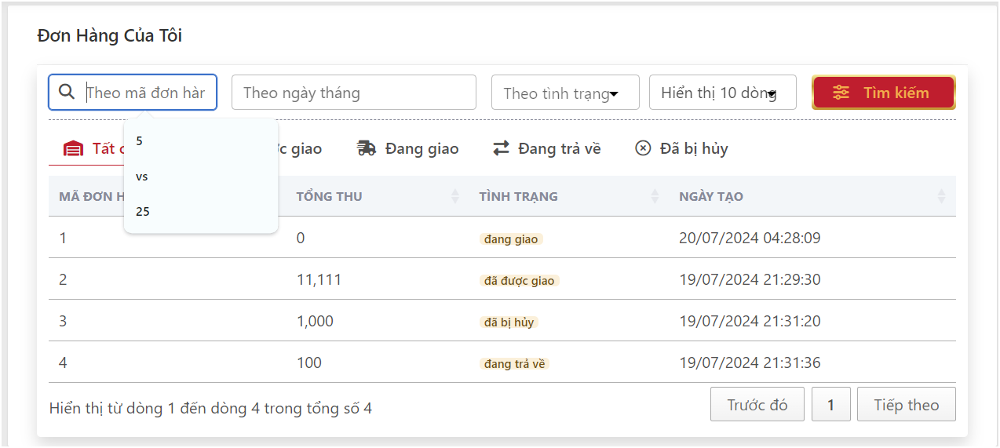 Đơn Hàng Của Tôi
Theo mã đơn hàr Theo ngày tháng Theo tình trạng Hiển thị 10 dòng Tìm kiếm
5
vs
25
Tất giao Đang giao Đang trả về Đã bị hủy
MÃ ĐƠN TỔNG THU TÌNH TRẠNG NGÀY TẠO
1 0 đang giao 20/07/2024 04:28:09
2 11,111 đã được giao 19/07/2024 21:29:30
3 1,000 đã bị hủy 19/07/2024 21:31:20
4 100 đang trả về 19/07/2024 21:31:36
Hiển thị từ dòng 1 đến dòng 4 trong tổng số 4 Trước đó 1 Tiếp theo